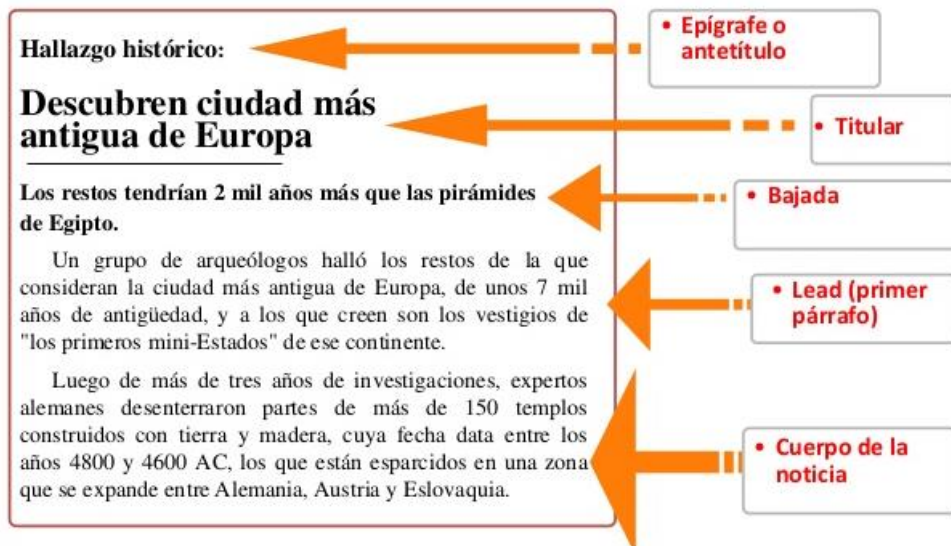 Hallazgo histórico:
• Epígrafe o
antetítulo
Descubren ciudad más
antigua de Europa
• Titular
Los restos tendrían 2 mil años más que las pirámides
de Egipto.
• Bajada
Un grupo de arqueólogos halló los restos de la que
consideran la ciudad más antigua de Europa, de unos 7 mil
años de antigüedad, y a los que creen son los vestigios de
"los primeros mini-Estados" de ese continente.
• Lead (primer
párrafo)
Luego de más de tres años de investigaciones, expertos
alemanes desenterraron partes de más de 150 templos
construidos con tierra y madera, cuya fecha data entre los
años 4800 y 4600 AC, los que están esparcidos en una zona
que se expande entre Alemania, Austria y Eslovaquia.
• Cuerpo de la
noticia